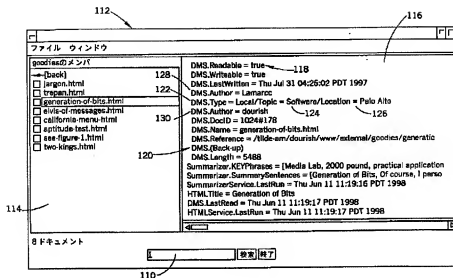 112
116
ファイル ウィンドウ
goodiesのメンバ
(back)
jargon.html
trepan.html
generation-of-bits.html
elvis-of-messages.html
california-menu-html
aptitude-test.html
see-figure-1.html
two-kings.html
114
8ドキュメント
128
122
130
120
DMS.Readable = true
118
DMS.Writeable = true
DMS.LastWritten = Thu Jul 31 04:26:02 PDT 1997
DMS.Author = Lamarcc
DMS.Type = Local/Topic = Software/Location = Palo Alto
DMS.Author = dourish
124
126
DMS.DocID = 1024#178
DMS.Name = generation-of-bits.html
DMS.Reference = /tilde-am/dourish/www/external/goodies/generatic
DMS.(Back-up)
DMS.Length = 5488
Summarizer.KEYPhrases = [Media Lab, 2000 pound, practical application
Summarizer.SummerySentences = [Generation of Bits, Of course, I perso
SummarizerService.LastRun = Thu Jun 11 11:19:16 PDT 1998
HTMLTitle = Generation of Bits
DMS.LastRead = Thu Jun 11 11:19:17 PDT 1998
HTMLService.LastRun = Thu Jun 11 11:19:17 PDT 1998
検索 終了
110